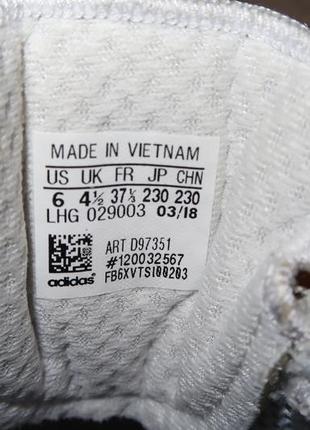 MADE IN VIETNAM
US UK FR JP CHN
6 4½ 37⅓ 230 230
LHG 029003 03/18
ART D97351
#120032567
adidas FB6XVTSI00203